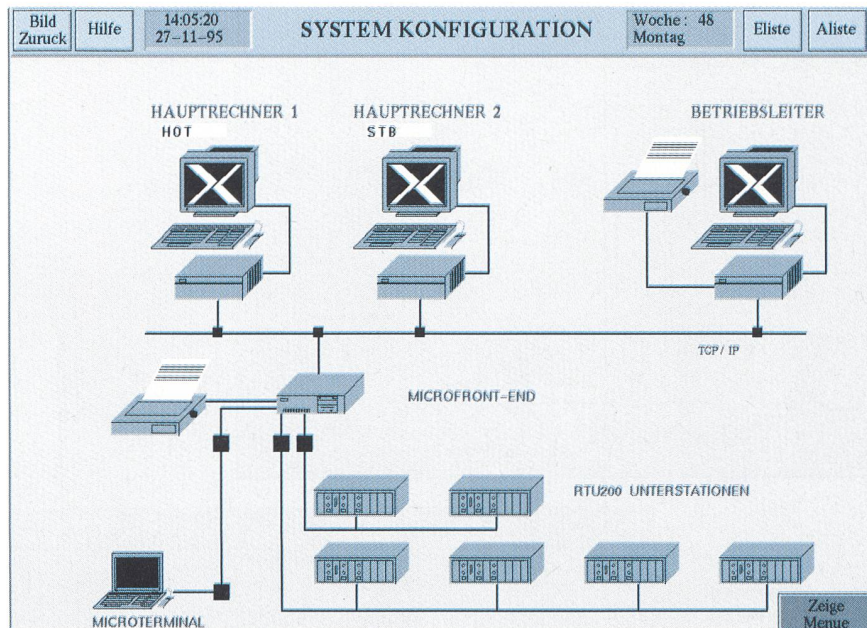 Bild
Zuruck
Hilfe
14:05:20
27-11-95
SYSTEM KONFIGURATION
Woche: 48
Montag
Eliste
Aliste
HAUPTRECHNER 1
HOT
HAUPTRECHNER 2
STB
BETRIEBSLEITER
TCP/IP
MICROFRONT-END
RTU200 UNTERSTATIONEN
MICROTERMINAL
Zeige
Menue